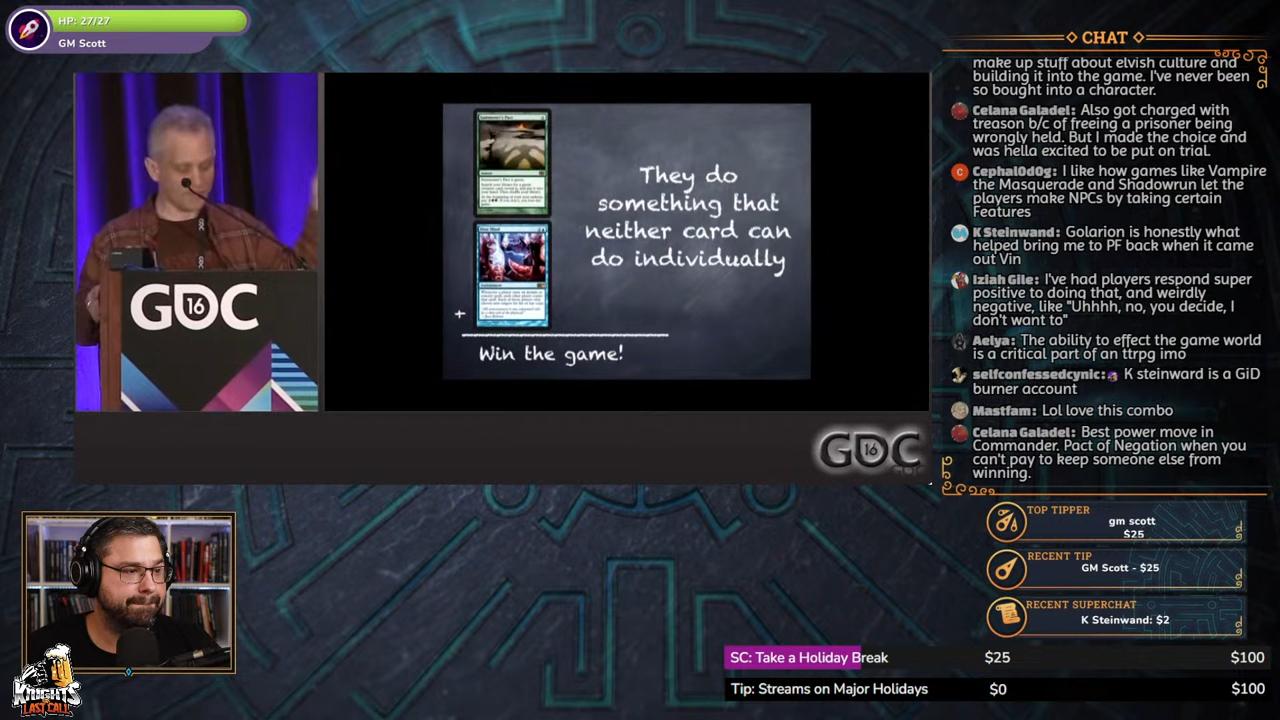 HP: 27/27
GM Scott
GDC
16
Summoner's Pact
Hive Mind
They do
something that
neither card can
do individually
+
Win the game!
GDC
16
KNIGHTS
LAST CALL
CHAT
make up stuff about elvish culture and
building it into the game. I've never been
so bought into a character.
Celana Galadel: Also got charged with
treason b/c of freeing a prisoner being
wrongly held. But I made the choice and
was hella excited to be put on trial.
C
Cephal0d0g: I like how games like Vampire
the Masquerade and Shadowrun let the
players make NPCs by taking certain
Features
K Steinwand: Golarion is honestly what
helped bring me to PF back when it came
out Vin
Iziah Gile: I've had players respond super
positive to doing that, and weirdly
negative, like "Uhhhh, no, you decide, I
don't want to"
Aelya: The ability to effect the game world
is a critical part of an ttrpg imo
selfconfessedcynic: K steinward is a GiD
burner account
Mastfam: Lol love this combo
Celana Galadel: Best power move in
Commander. Pact of Negation when you
can't pay to keep someone else from
winning.
TOP TIPPER
gm scott
$25
RECENT TIP
GM Scott - $25
RECENT SUPERCHAT
K Steinwand: $2
SC: Take a Holiday Break $25 $100
Tip: Streams on Major Holidays $0 $100